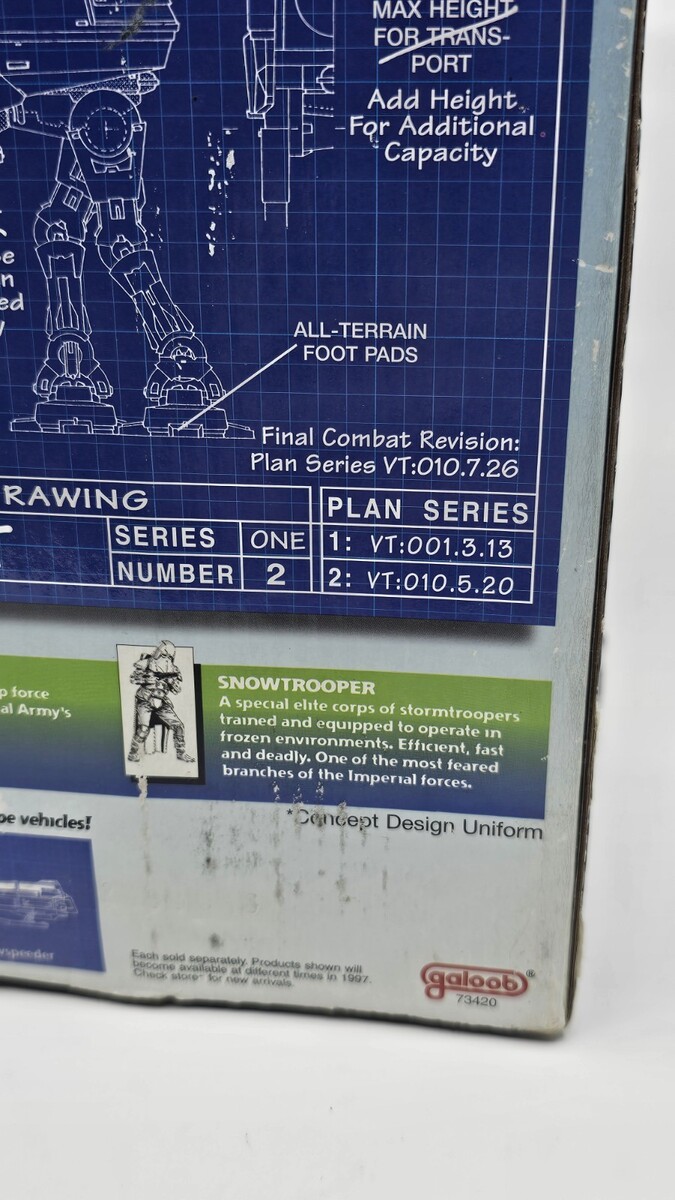 MAX HEIGHT
FOR TRANS-
PORT
Add Height
For Additional
Capacity
ALL-TERRAIN
FOOT PADS
Final Combat Revision:
Plan Series VT:010.7.26
RAWING
PLAN SERIES
SERIES ONE
1: VT:001.3.13
NUMBER 2
2: VT:010.5.20
p force
al Army's
SNOWTROOPER
A special elite corps of stormtroopers
trained and equipped to operate in
frozen environments. Efficient, fast
and deadly. One of the most feared
branches of the Imperial forces.
*Concept Design Uniform
pe vehicles!
wspeeder
Each sold separately. Products shown will
become available at different times in 1997.
Check store for new arrivals.
galoob®
73420